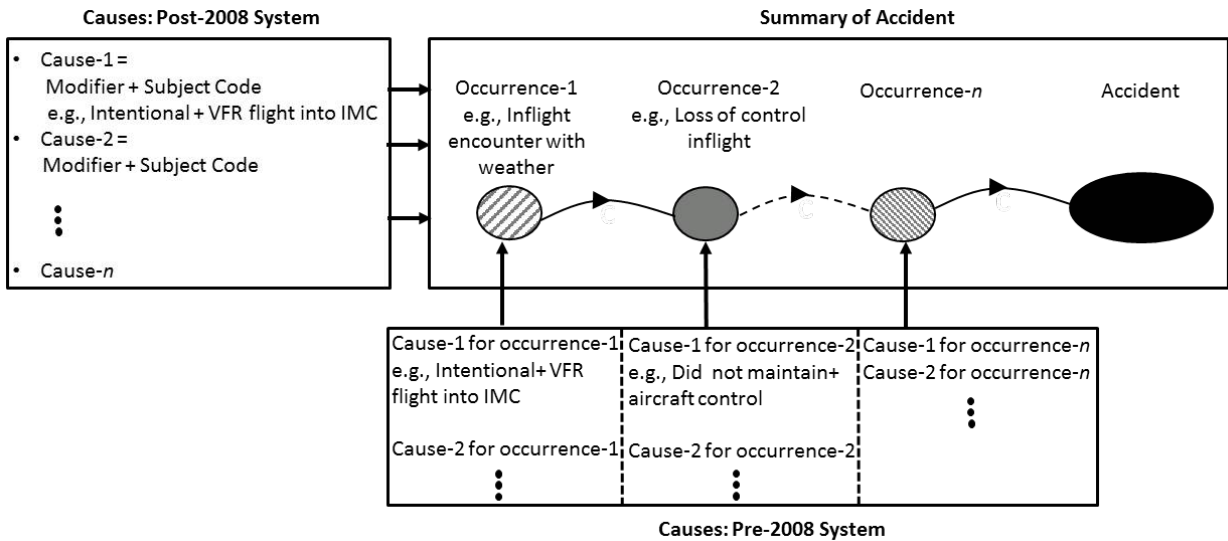 Causes: Post-2008 System
• Cause-1 =
Modifier + Subject Code
e.g., Intentional + VFR flight into IMC
• Cause-2 =
Modifier + Subject Code
• Cause-n
Summary of Accident
Occurrence-1
e.g., Inflight
encounter with
weather
Occurrence-2
e.g., Loss of control
inflight
Occurrence-n
Accident
C
C
C
Cause-1 for occurrence-1
e.g., Intentional+ VFR
flight into IMC
Cause-2 for occurrence-1
Cause-1 for occurrence-2
e.g., Did not maintain+
aircraft control
Cause-2 for occurrence-2
Cause-1 for occurrence-n
Cause-2 for occurrence-n
Causes: Pre-2008 System